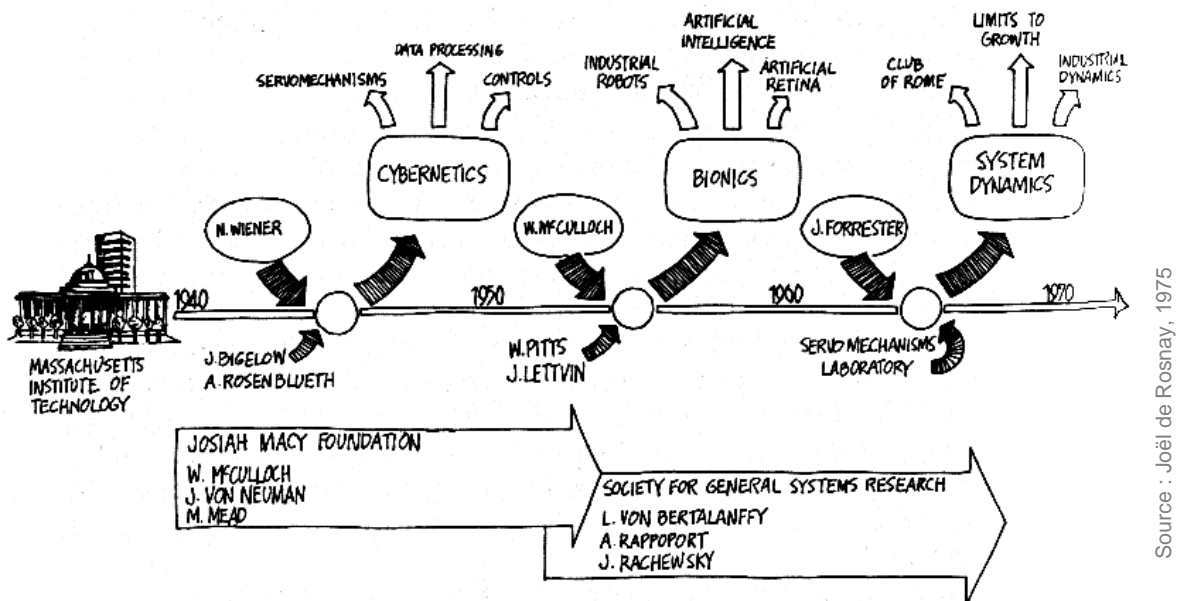 SERVOMECHANISMS
DATA PROCESSING
CONTROLS
CYBERNETICS
INDUSTRIAL
ROBOTS
ARTIFICIAL
INTELLIGENCE
ARTIFICIAL
RETINA
BIONICS
CLUB
OF ROME
LIMITS TO
GROWTH
INDUSTRIAL
DYNAMICS
SYSTEM
DYNAMICS
N. WIENER
W. McCULLOCH
J. FORRESTER
1940
1950
1960
1970
MASSACHUSETTS
INSTITUTE OF
TECHNOLOGY
J. BIGELOW
A. ROSENBLUETH
W. PITTS
J. LETTVIN
SERVO MECHANISMS
LABORATORY
JOSIAH MACY FOUNDATION
W. McCULLOCH
J. VON NEUMAN
M. MEAD
SOCIETY FOR GENERAL SYSTEMS RESEARCH
L. VON BERTALANFFY
A. RAPPOPORT
J. RACHEWSKY
Source : Joël de Rosnay, 1975